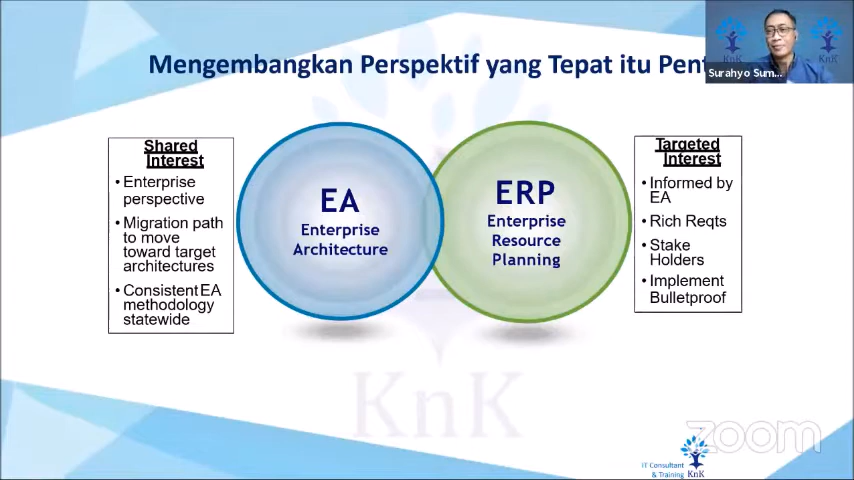 Mengembangkan Perspektif yang Tepat itu
KnK
KnK
Surahyo Sum...
Shared
Interest
• Enterprise
perspective
• Migration path
to move
toward target
architectures
• Consistent EA
methodology
statewide
EA
Enterprise
Architecture
ERP
Enterprise
Resource
Planning
Targeted
Interest
• Informed by
EA
• Rich Reqts
• Stake
Holders
• Implement
Bulletproof
KnK
zoom
IT Consultant
& Training
KnK